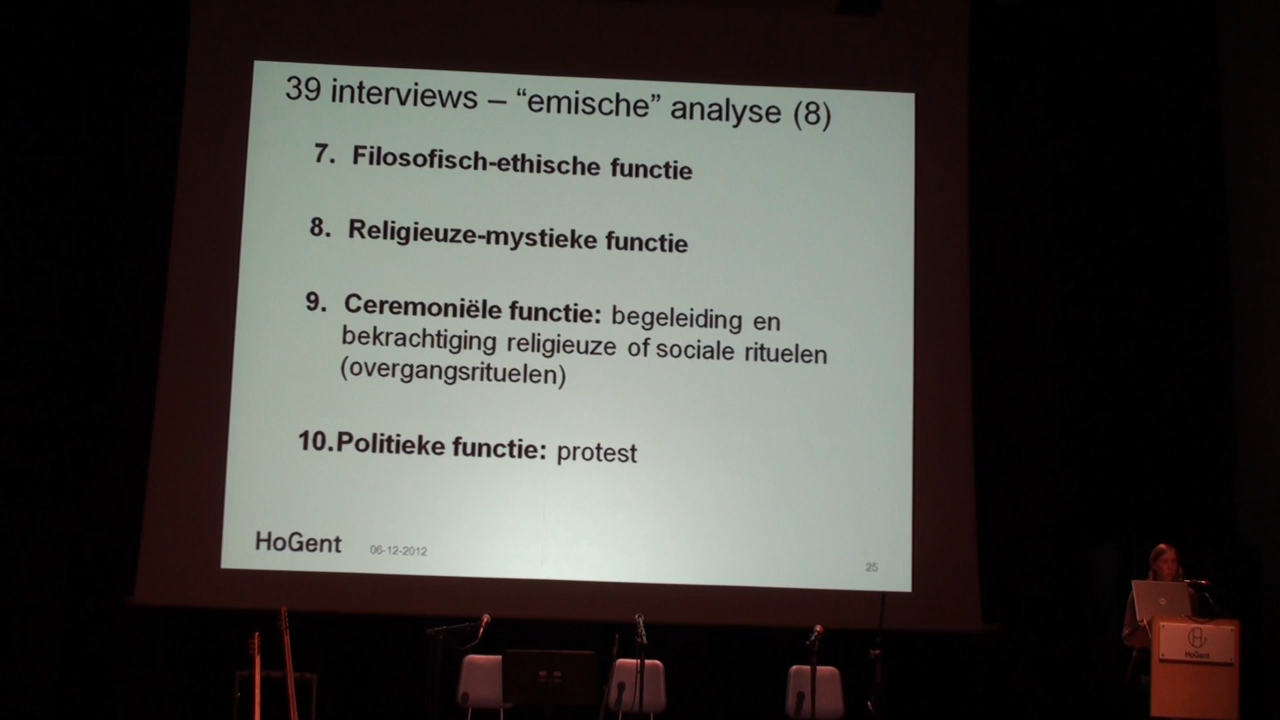 39 interviews – “emische” analyse (8)
7. Filosofisch-ethische functie
8. Religieuze-mystieke functie
9. Ceremoniële functie: begeleiding en
bekrachtiging religieuze of sociale rituelen
(overgangsrituelen)
10.Politieke functie: protest
HoGent 06-12-2012
25
HoGent